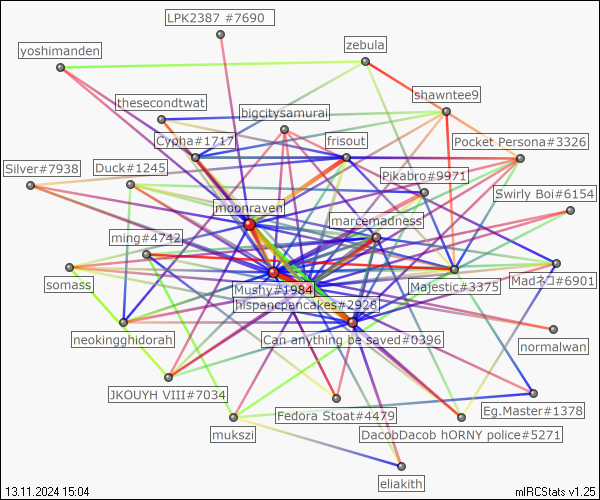 LPK2387 #7690
yoshimanden
zebula
shawntee9
thesecondtwat
bigcitysamurai
Cypha#1717
frisout
Pocket Persona#3326
Silver#7938
Duck#1245
Pikabro#9971
Swirly Boi#6154
moonraven
marcemadness
ming#4742
somass
Mushy#1984
Majestic#3375
Madネコ#6901
hispancpancakes#2928
neokingghidorah
Can anything be saved#0396
normalwan
JKOUYH VIII#7034
Fedora Stoat#4479
Eg.Master#1378
mukszi
DacobDacob hORNY police#5271
eliakith
13.11.2024 15:04
mIRCStats v1.25